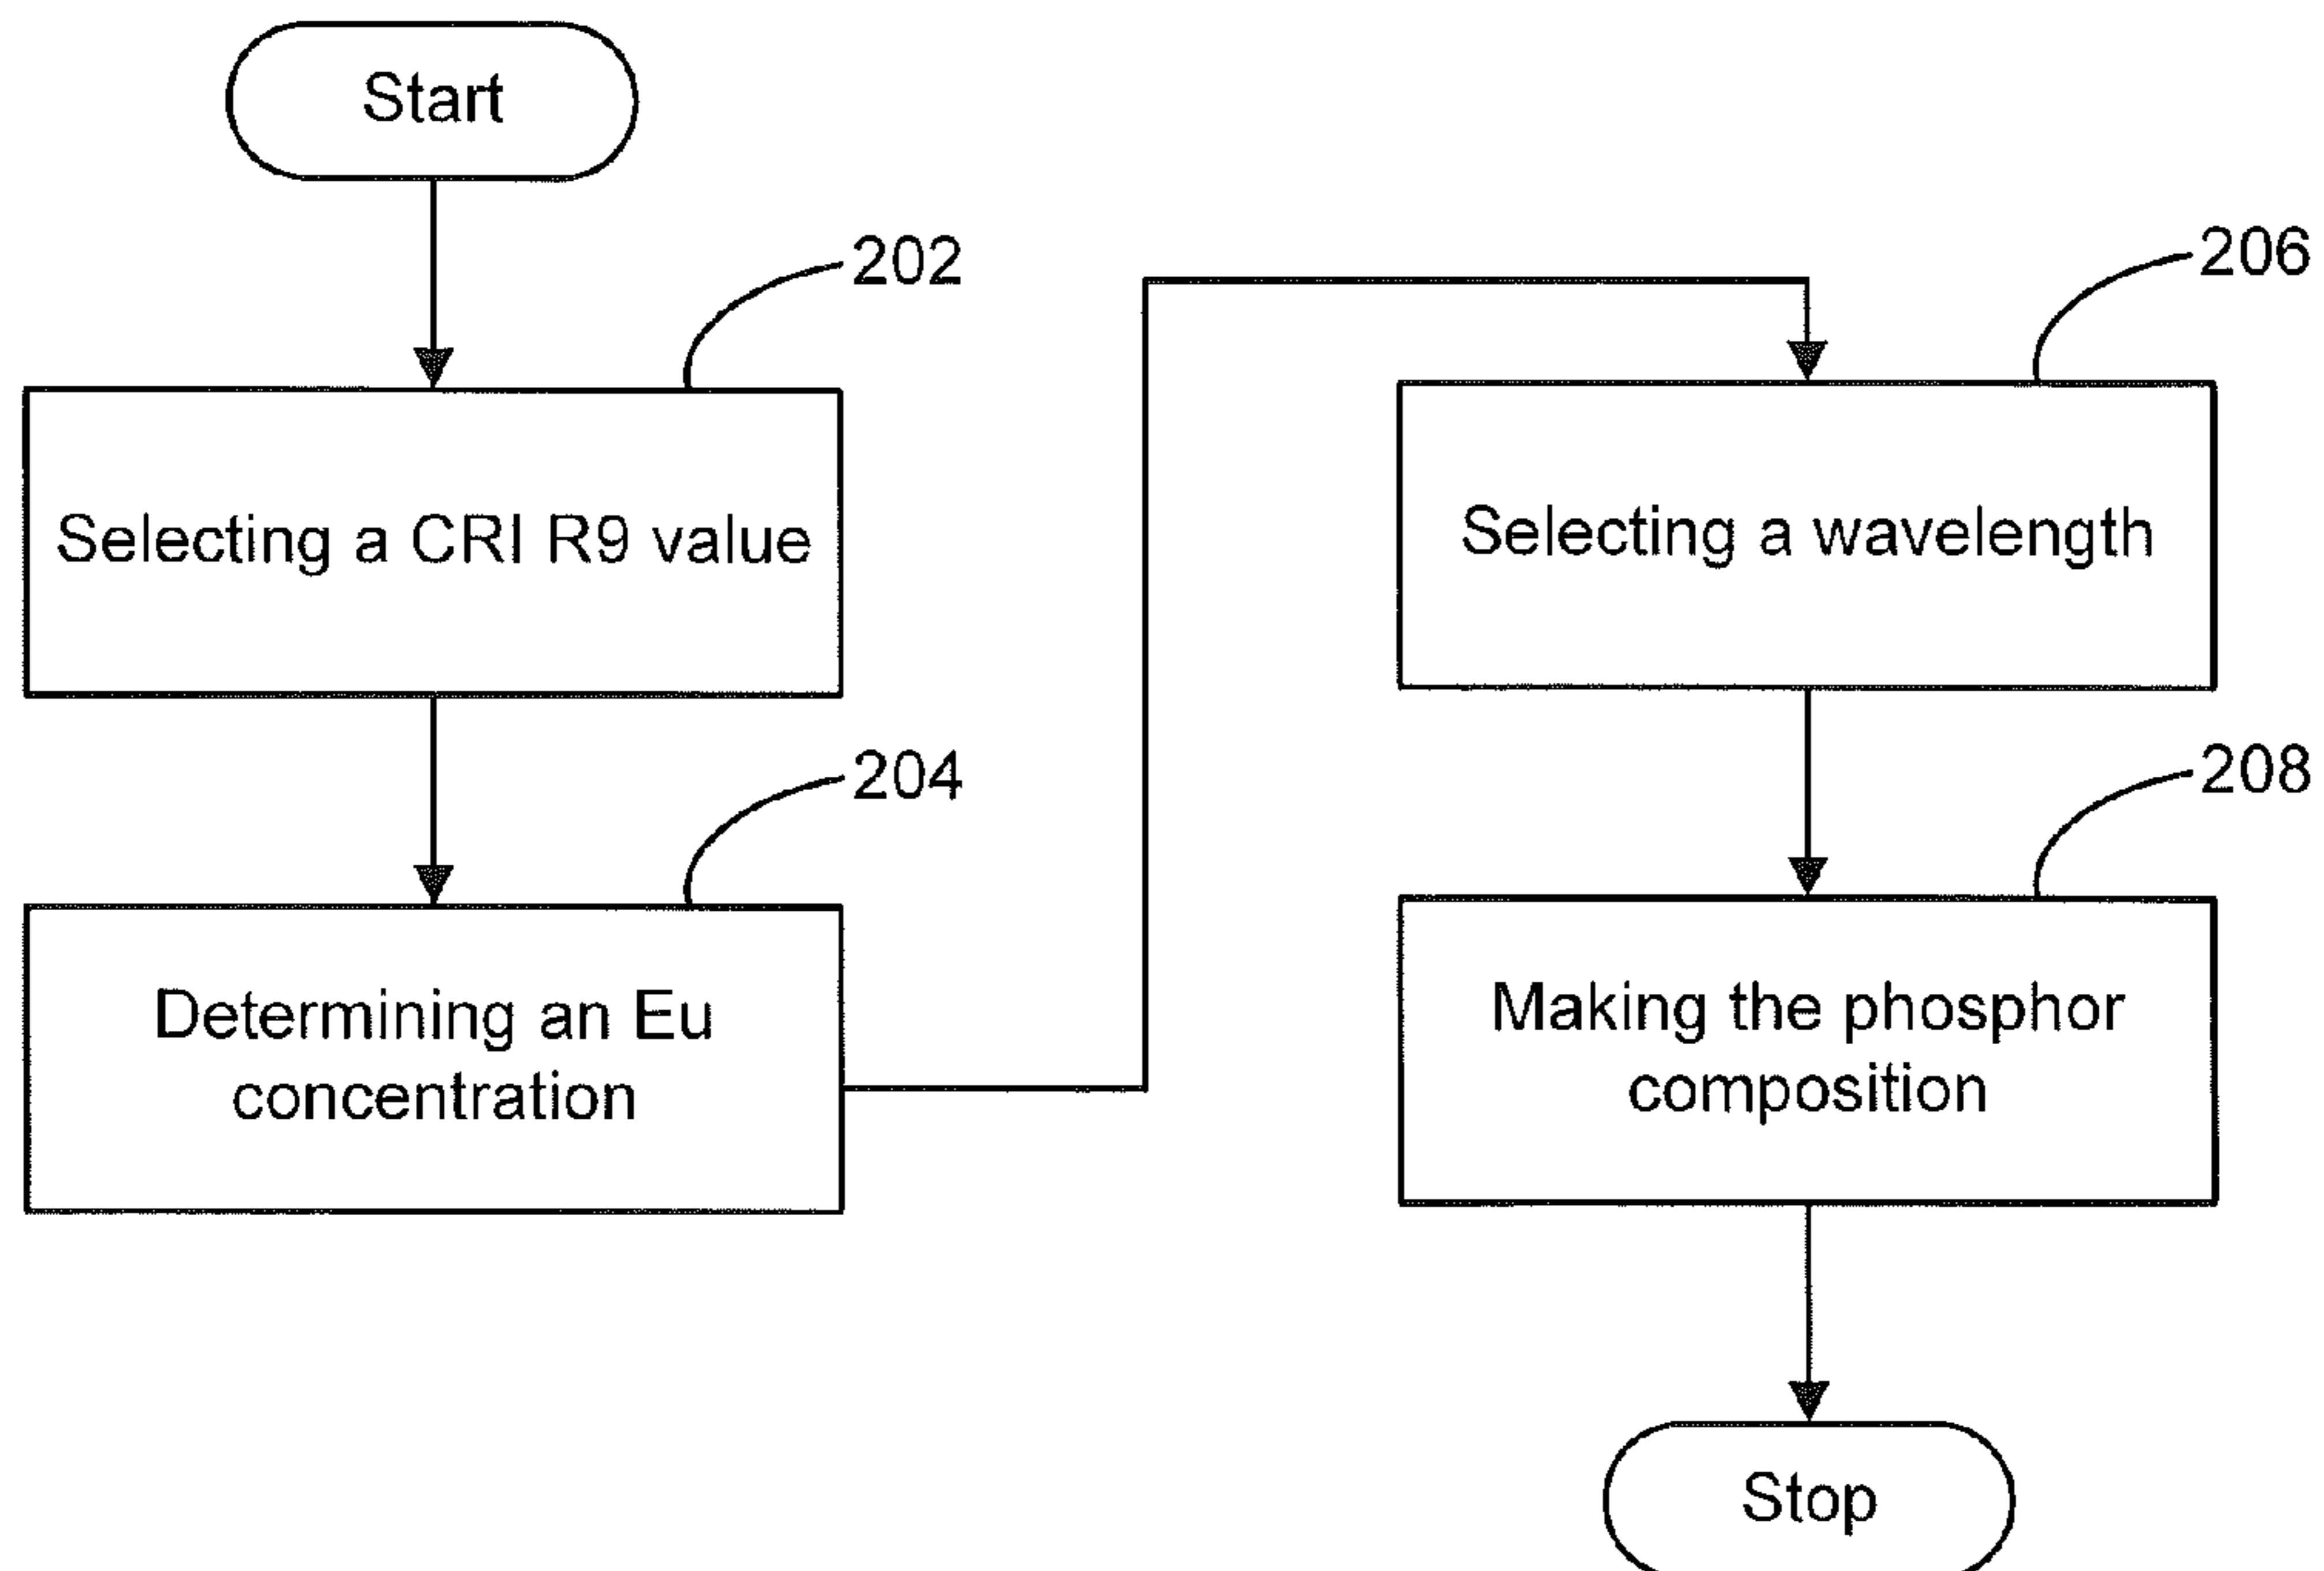 Start
202
Selecting a CRI R9 value
204
Determining an Eu
concentration
206
Selecting a wavelength
208
Making the phosphor
composition
Stop